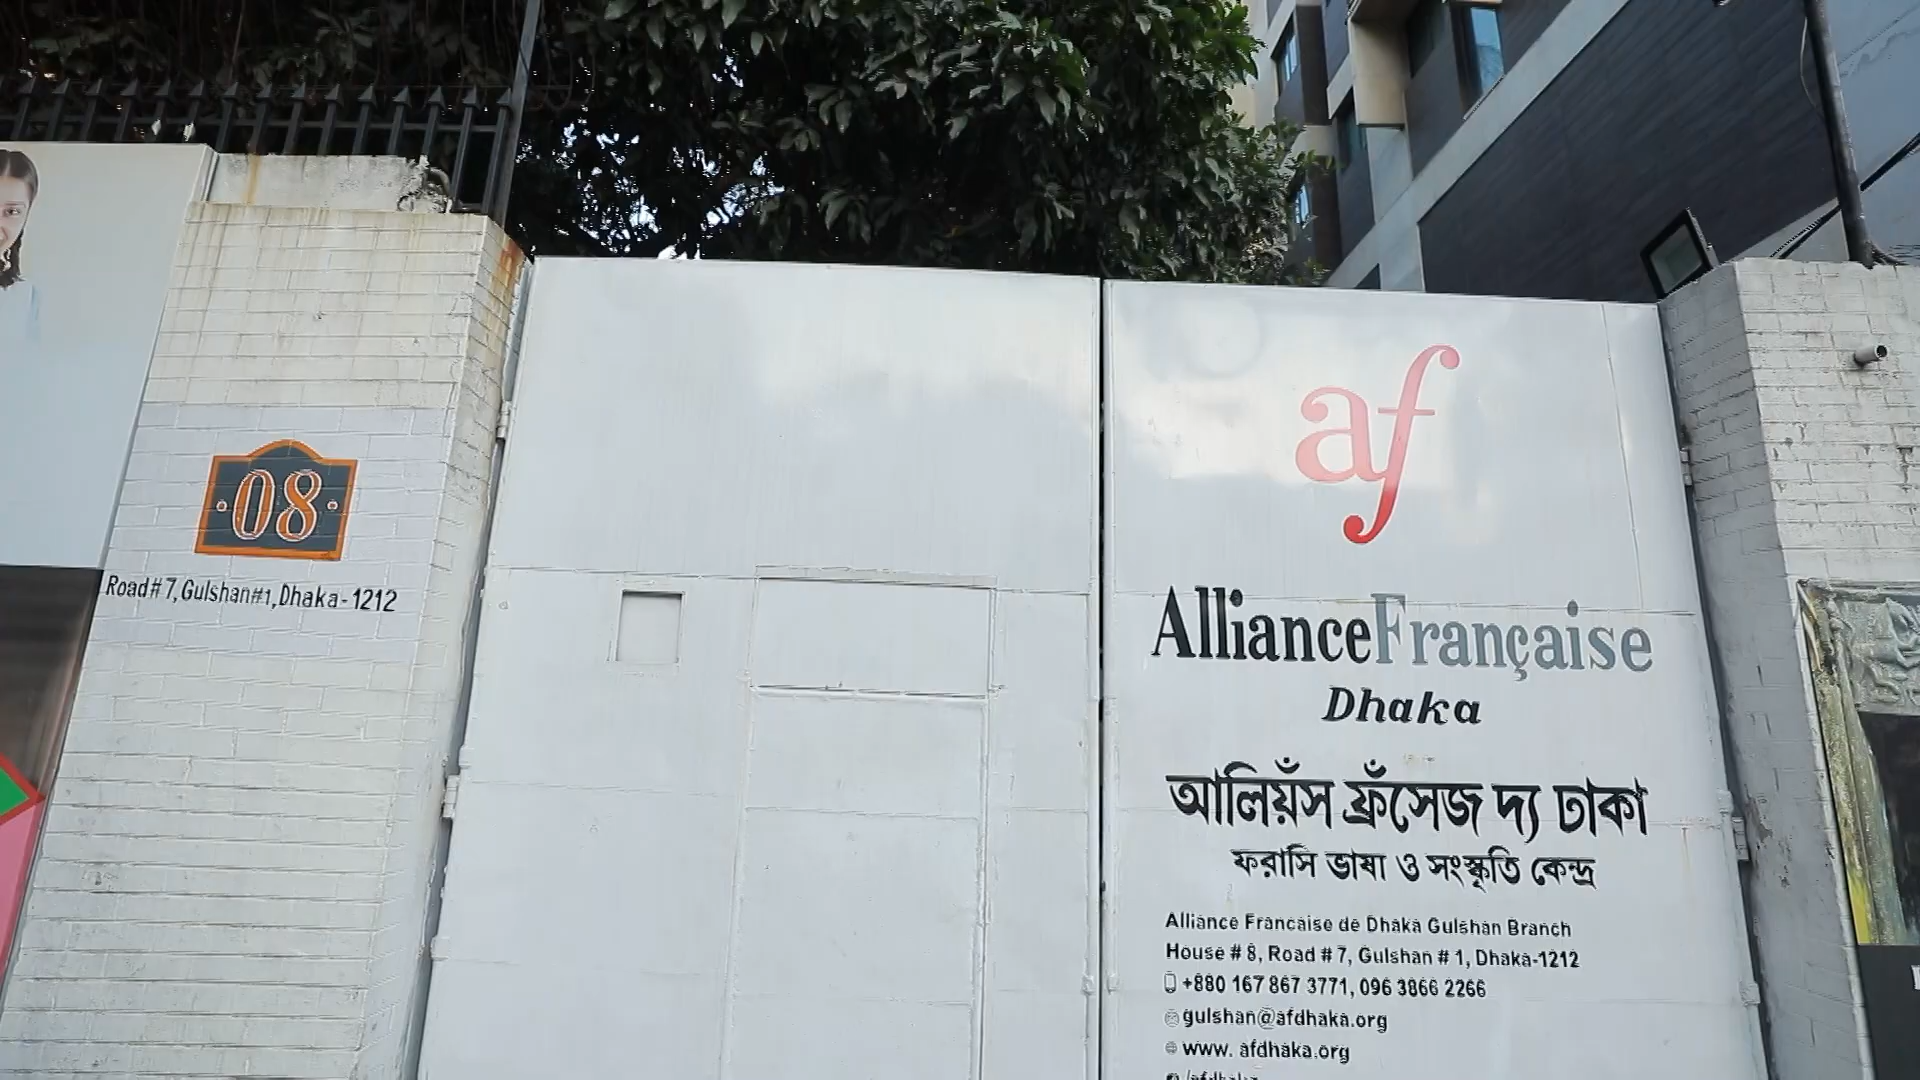 08
Road# 7, Gulshan#1, Dhaka-1212
af
AllianceFrançaise
Dhaka
আলিয়ঁস ফ্রঁসেজ দ্য ঢাকা
ফরাসি ভাষা ও সংস্কৃতি কেন্দ্র
Alliance Francaise de Dhaka Gulshan Branch
House # 8, Road # 7, Gulshan # 1, Dhaka-1212
+880 167 867 3771, 096 3866 2266
gulshan@afdhaka.org
www. afdhaka.org
/afdhaka